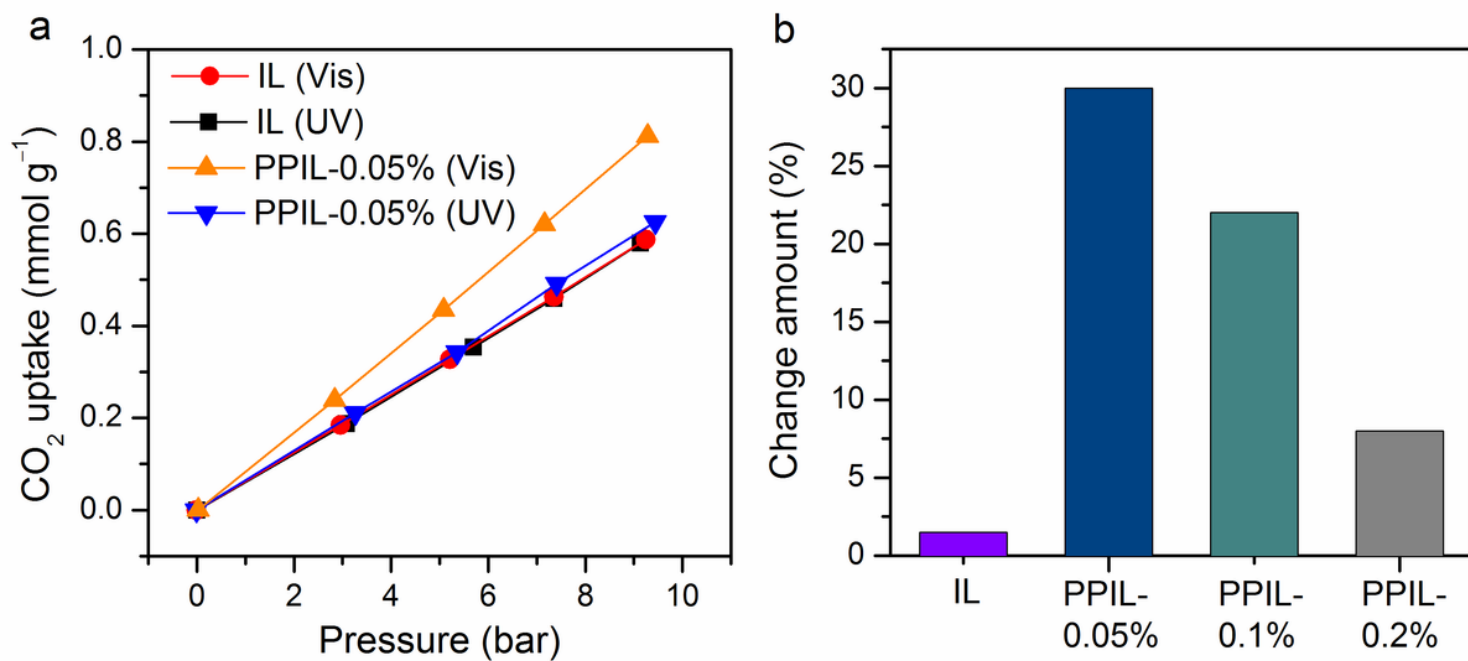 a
1.0
0.8
0.6
0.4
0.2
0.0
CO₂ uptake (mmol g⁻¹)
IL (Vis)
IL (UV)
PPIL-0.05% (Vis)
PPIL-0.05% (UV)
0 2 4 6 8 10
Pressure (bar)
b
30
25
20
15
10
5
0
Change amount (%)
IL PPIL- PPIL- PPIL-
0.05% 0.1% 0.2%